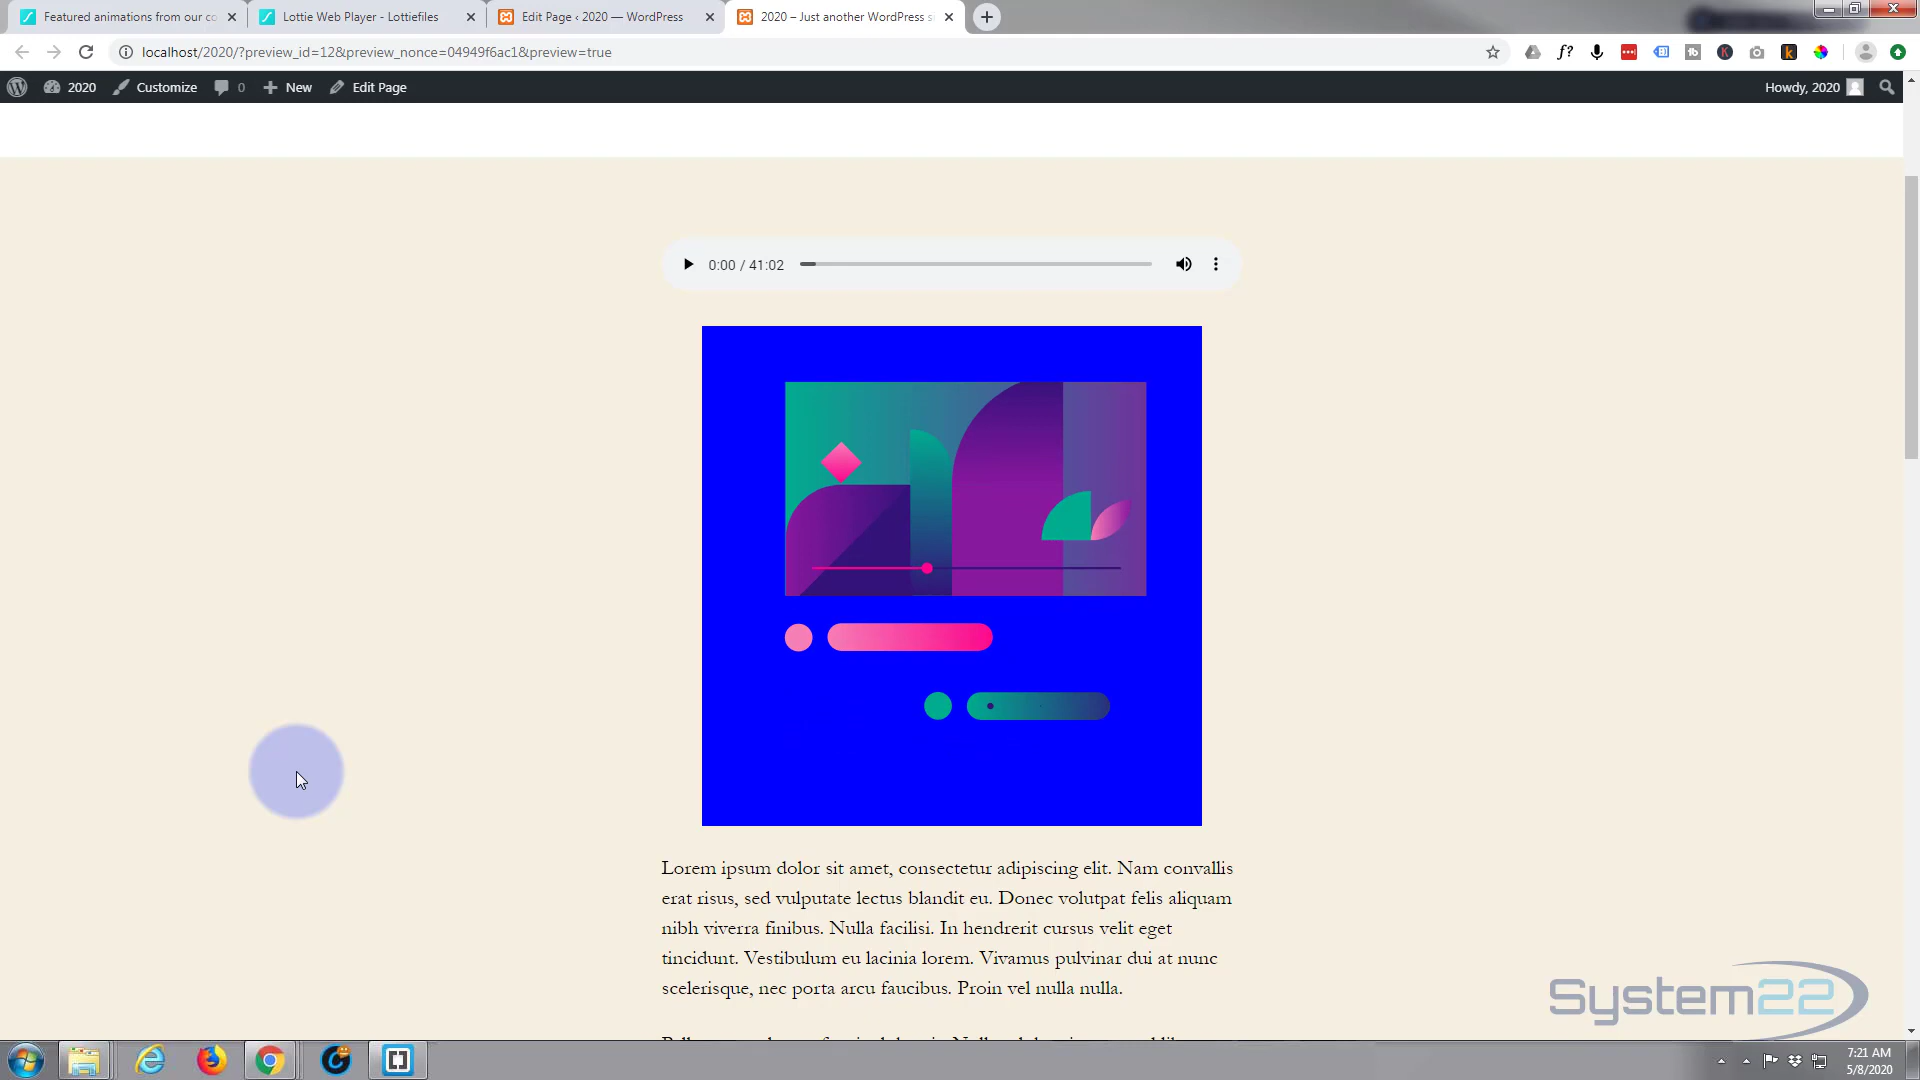 Featured animations from our co
Lottie Web Player - Lottiefiles
Edit Page ‹ 2020 — WordPress
2020 – Just another WordPress s
localhost/2020/?preview_id=12&preview_nonce=04949f6ac1&preview=true
2020
Customize
0
New
Edit Page
Howdy, 2020
0:00 / 41:02
Lorem ipsum dolor sit amet, consectetur adipiscing elit. Nam convallis
erat risus, sed vulputate lectus blandit eu. Donec volutpat felis aliquam
nibh viverra finibus. Nulla facilisi. In hendrerit cursus velit eget
tincidunt. Vestibulum eu lacinia lorem. Vivamus pulvinar dui at nunc
scelerisque, nec porta arcu faucibus. Proin vel nulla nulla.
System22
7:21 AM
5/8/2020